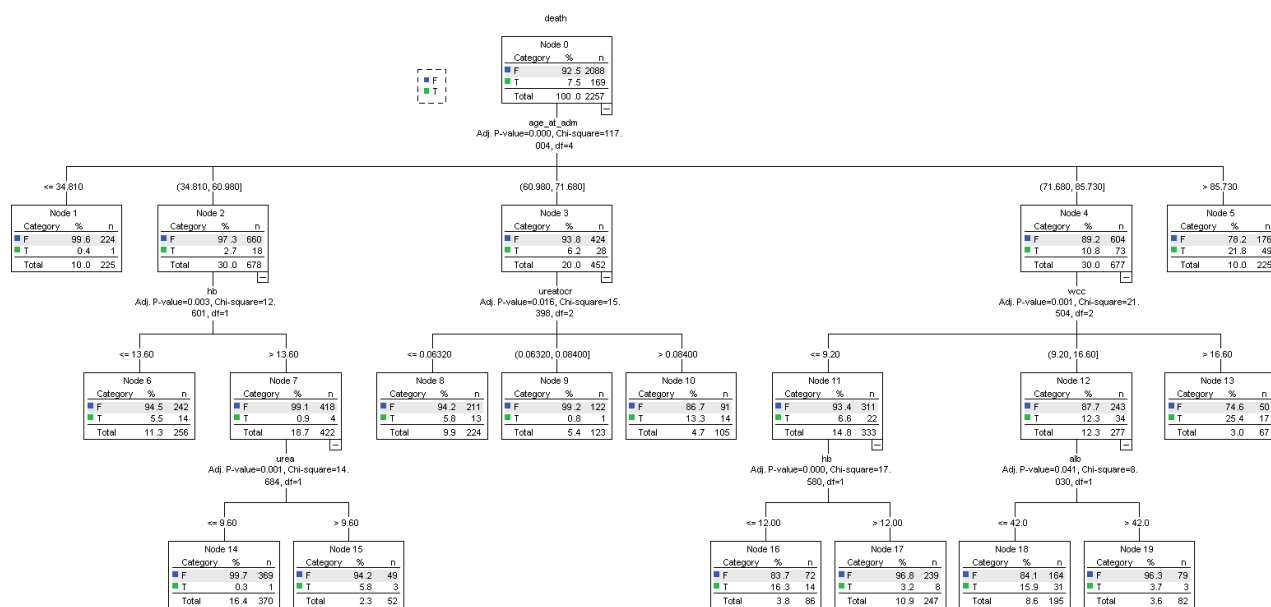 death
Node 0
Category % n
F 92.5 2088
T 7.5 169
Total 100.0 2257
F
T
age_at_adm
Adj. P-value=0.000, Chi-square=117.
004, df=4
<= 34.810
(34.810, 60.980]
(60.980, 71.680]
(71.680, 85.730]
> 85.730
Node 1
Category % n
F 99.6 224
T 0.4 1
Total 10.0 225
Node 2
Category % n
F 97.3 660
T 2.7 18
Total 30.0 678
Node 3
Category % n
F 93.8 424
T 6.2 28
Total 20.0 452
Node 4
Category % n
F 89.2 604
T 10.8 73
Total 30.0 677
Node 5
Category % n
F 78.2 176
T 21.8 49
Total 10.0 225
hb
Adj. P-value=0.003, Chi-square=12.
601, df=1
ureatocr
Adj. P-value=0.016, Chi-square=15.
398, df=2
wcc
Adj. P-value=0.001, Chi-square=21.
504, df=2
<= 13.60
> 13.60
<= 0.06320
(0.06320, 0.08400]
> 0.08400
<= 9.20
(9.20, 16.60]
> 16.60
Node 6
Category % n
F 94.5 242
T 5.5 14
Total 11.3 256
Node 7
Category % n
F 99.1 418
T 0.9 4
Total 18.7 422
Node 8
Category % n
F 94.2 211
T 5.8 13
Total 9.9 224
Node 9
Category % n
F 99.2 122
T 0.8 1
Total 5.4 123
Node 10
Category % n
F 86.7 91
T 13.3 14
Total 4.7 105
Node 11
Category % n
F 93.4 311
T 6.6 22
Total 14.8 333
Node 12
Category % n
F 87.7 243
T 12.3 34
Total 12.3 277
Node 13
Category % n
F 74.6 50
T 25.4 17
Total 3.0 67
urea
Adj. P-value=0.001, Chi-square=14.
684, df=1
hb
Adj. P-value=0.000, Chi-square=17.
580, df=1
alb
Adj. P-value=0.041, Chi-square=8.
030, df=1
<= 9.60
> 9.60
<= 12.00
> 12.00
<= 42.0
> 42.0
Node 14
Category % n
F 99.7 369
T 0.3 1
Total 16.4 370
Node 15
Category % n
F 94.2 49
T 5.8 3
Total 2.3 52
Node 16
Category % n
F 83.7 72
T 16.3 14
Total 3.8 86
Node 17
Category % n
F 96.8 239
T 3.2 8
Total 10.9 247
Node 18
Category % n
F 84.1 164
T 15.9 31
Total 8.6 195
Node 19
Category % n
F 96.3 79
T 3.7 3
Total 3.6 82